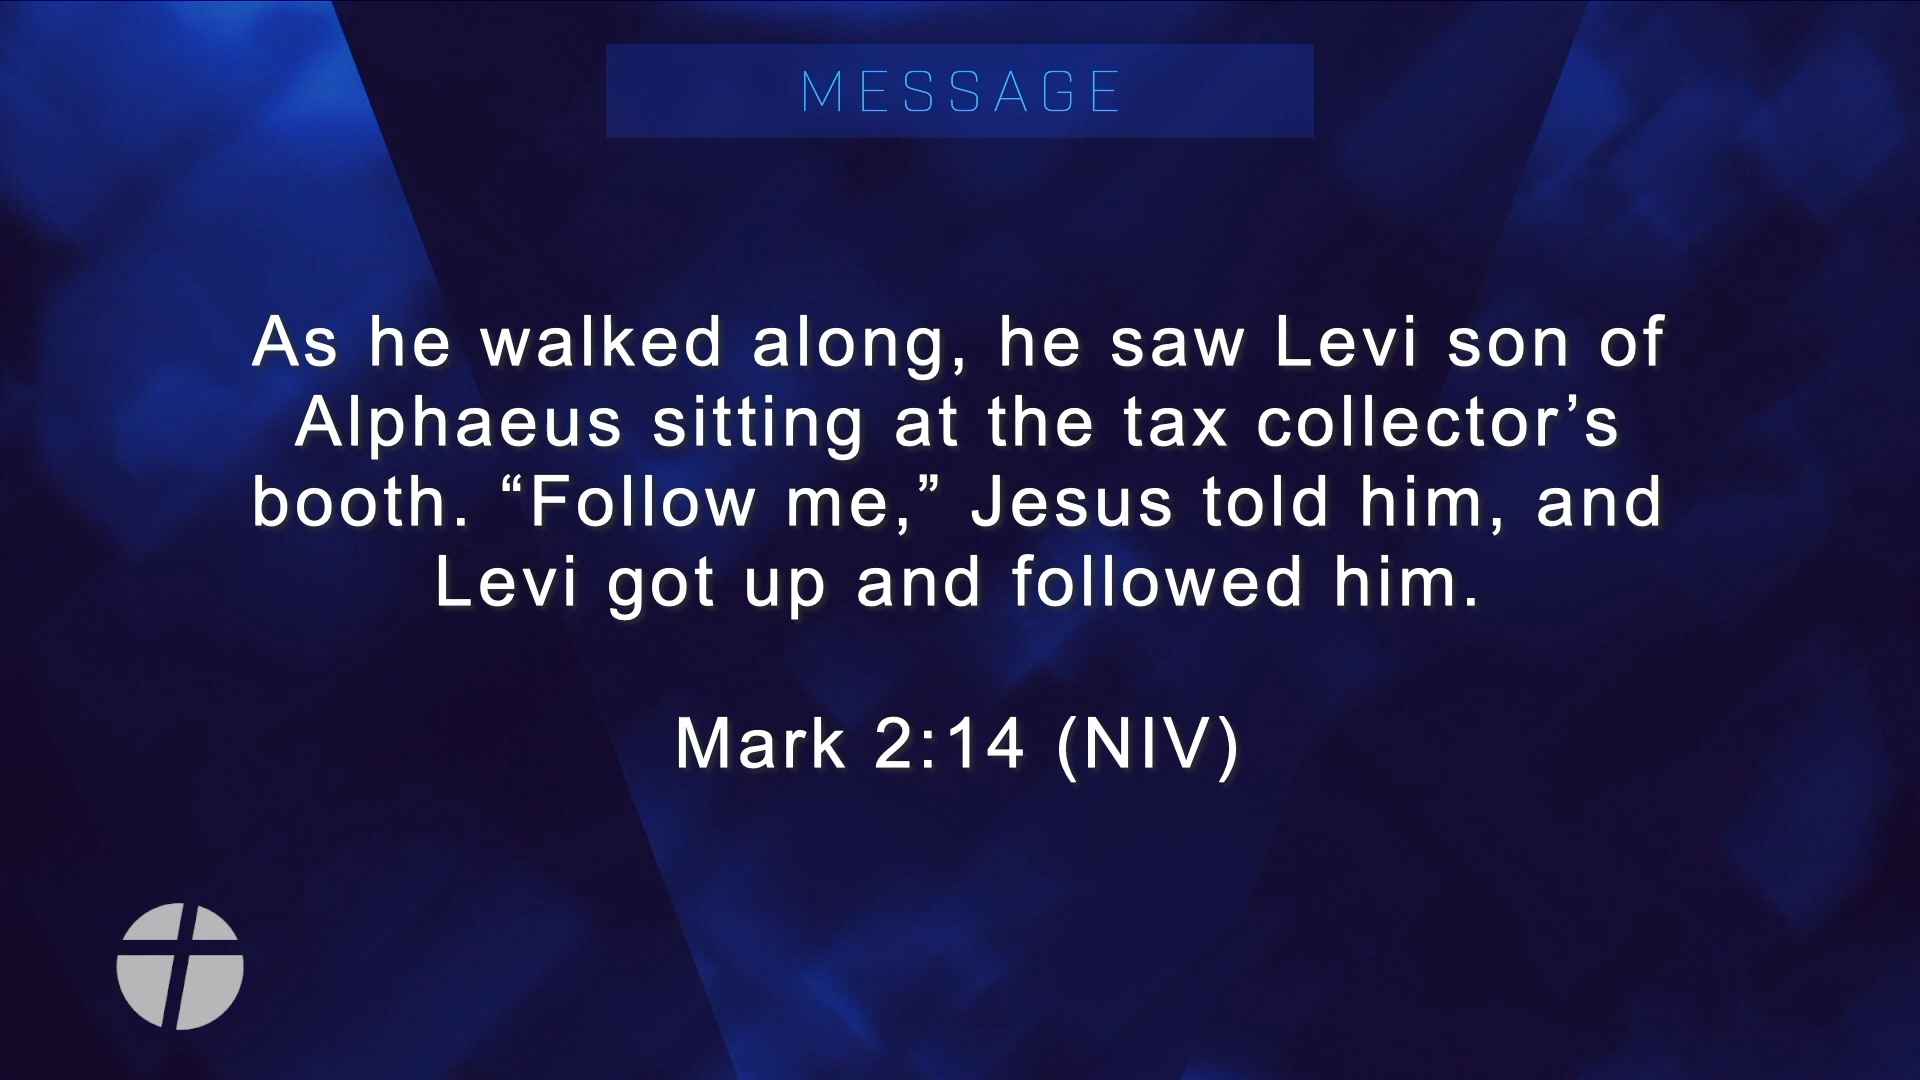 MESSAGE
As he walked along, he saw Levi son of
Alphaeus sitting at the tax collector’s
booth. “Follow me,” Jesus told him, and
Levi got up and followed him.
Mark 2:14 (NIV)